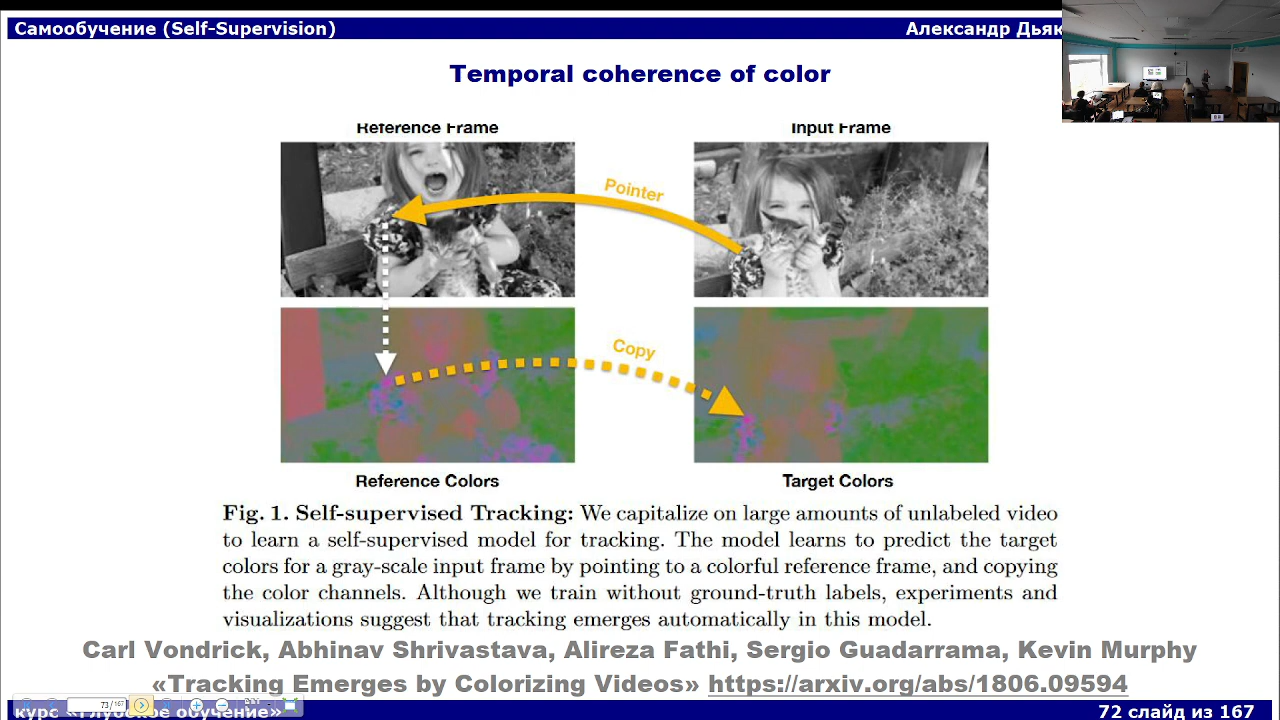 Самообучение (Self-Supervision)
Александр Дьяк
Temporal coherence of color
Reference Frame
Input Frame
Pointer
Copy
Reference Colors
Target Colors
Fig. 1. Self-supervised Tracking: We capitalize on large amounts of unlabeled video
to learn a self-supervised model for tracking. The model learns to predict the target
colors for a gray-scale input frame by pointing to a colorful reference frame, and copying
the color channels. Although we train without ground-truth labels, experiments and
visualizations suggest that tracking emerges automatically in this model.
Carl Vondrick, Abhinav Shrivastava, Alireza Fathi, Sergio Guadarrama, Kevin Murphy
«Tracking Emerges by Colorizing Videos» https://arxiv.org/abs/1806.09594
73/167
курс «Глубокое обучение»
72 слайд из 167